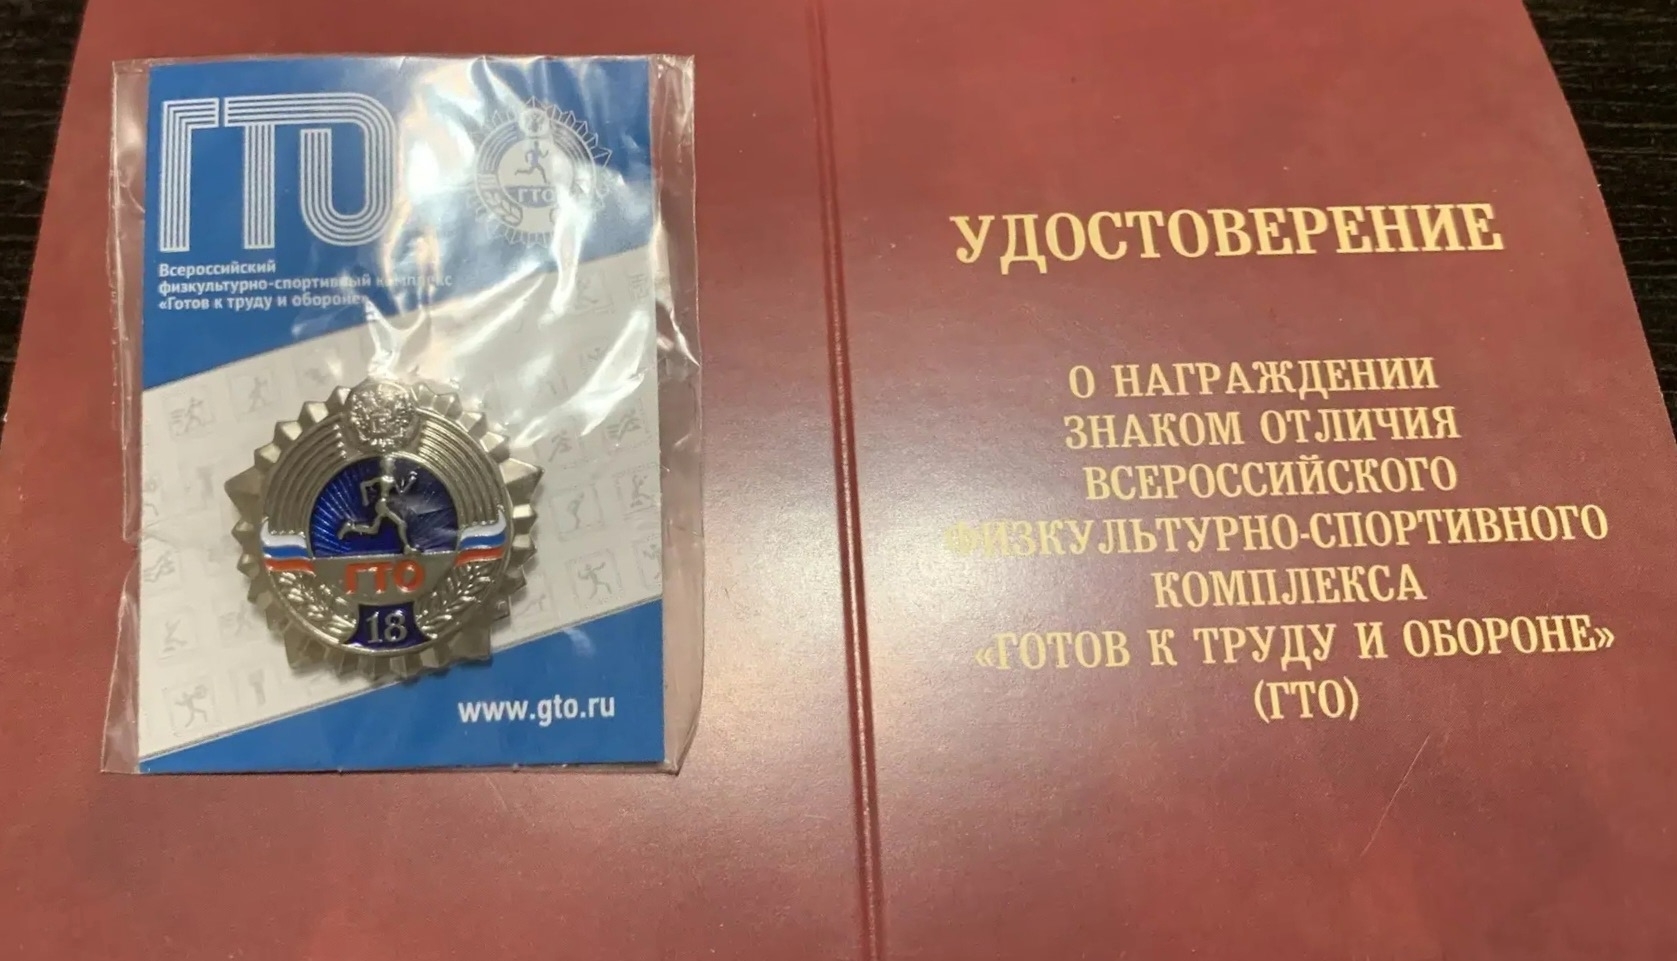 ГТО
Всероссийский
физкультурно-спортивный комплекс
«Готов к труду и обороне»
ГТО
ГТО
18
www.gto.ru
УДОСТОВЕРЕНИЕ
О НАГРАЖДЕНИИ
ЗНАКОМ ОТЛИЧИЯ
ВСЕРОССИЙСКОГО
ФИЗКУЛЬТУРНО-СПОРТИВНОГО
КОМПЛЕКСА
«ГОТОВ К ТРУДУ И ОБОРОНЕ»
(ГТО)